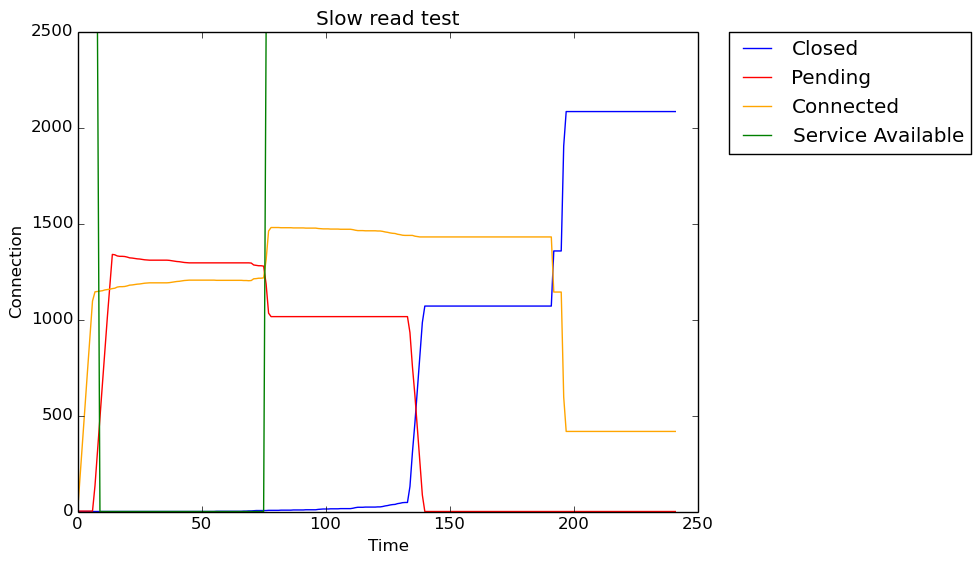 Slow read test
2500
2000
1500
1000
500
0
0 50 100 150 200 250
Connection
Time
Closed
Pending
Connected
Service Available